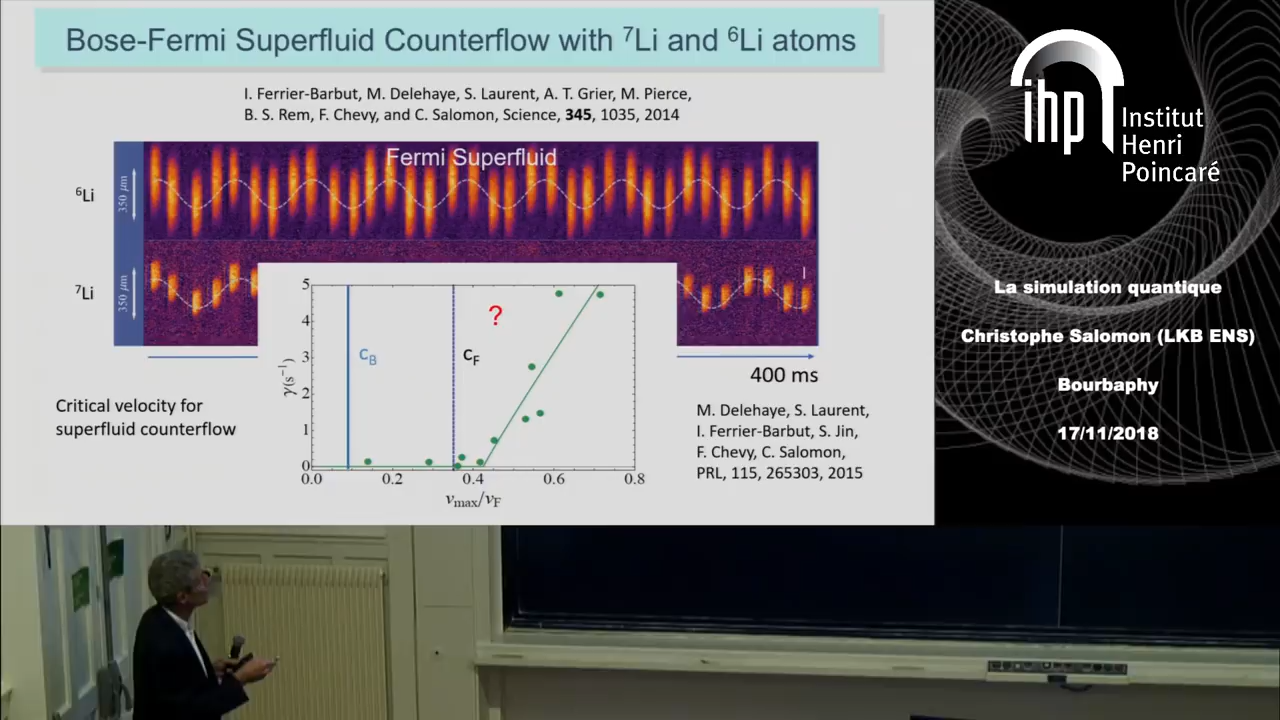 Bose-Fermi Superfluid Counterflow with ⁷Li and ⁶Li atoms
I. Ferrier-Barbut, M. Delehaye, S. Laurent, A. T. Grier, M. Pierce,
B. S. Rem, F. Chevy, and C. Salomon, Science, 345, 1035, 2014
Fermi Superfluid
⁶Li
350 μm
⁷Li
350 μm
5
4
3
2
1
0
γ(s⁻¹)
?
c_B
c_F
0.0 0.2 0.4 0.6 0.8
v_max/v_F
400 ms
Critical velocity for
superfluid counterflow
M. Delehaye, S. Laurent,
I. Ferrier-Barbut, S. Jin,
F. Chevy, C. Salomon,
PRL, 115, 265303, 2015
ihp
Institut
Henri
Poincaré
La simulation quantique
Christophe Salomon (LKB ENS)
Bourbaphy
17/11/2018